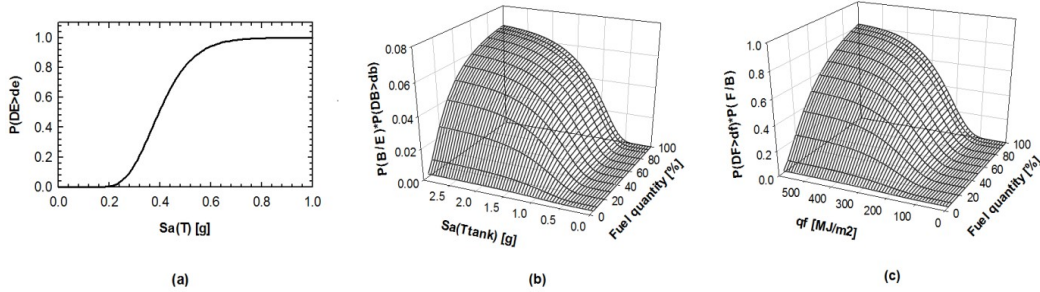 P(DE>de)
1.0
0.8
0.6
0.4
0.2
0.0
0.0 0.2 0.4 0.6 0.8 1.0
Sa(T) [g]
(a)
P(B/E)*P(DB>db)
0.08
0.06
0.04
0.02
0.00
2.5 2.0 1.5 1.0 0.5 0.0
Sa(Ttank) [g]
0 20 40 60 80 100
Fuel quantity [%]
(b)
P(DF>df)*P(F/B)
1.0
0.8
0.6
0.4
0.2
0.0
500 400 300 200 100 0
qf [MJ/m2]
0 20 40 60 80 100
Fuel quantity [%]
(c)